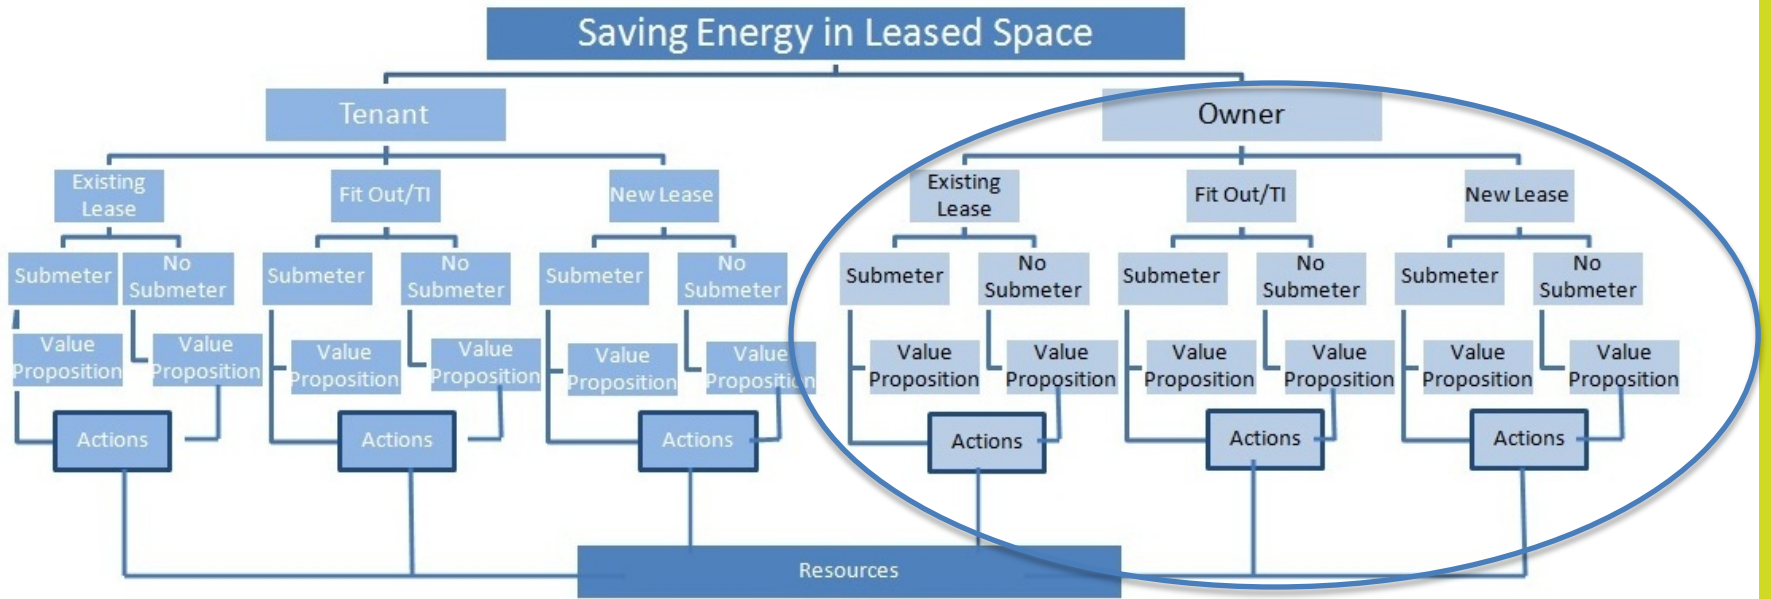 Saving Energy in Leased Space
Tenant
Owner
Existing
Lease
Fit Out/TI
New Lease
Existing
Lease
Fit Out/TI
New Lease
Submeter
No
Submeter
Submeter
No
Submeter
Submeter
No
Submeter
Submeter
No
Submeter
Submeter
No
Submeter
Submeter
No
Submeter
Value
Proposition
Value
Proposition
Value
Proposition
Value
Proposition
Value
Proposition
Value
Proposition
Value
Proposition
Value
Proposition
Value
Proposition
Value
Proposition
Value
Proposition
Value
Proposition
Actions
Actions
Actions
Actions
Actions
Actions
Resources